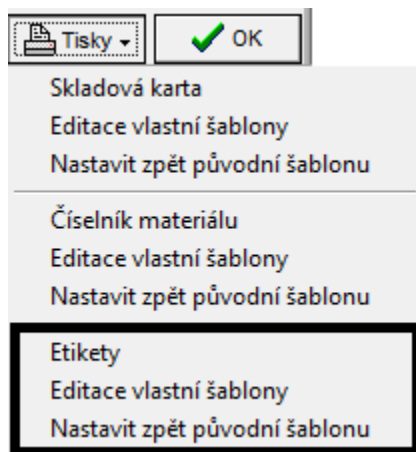 Tisky OK
Skladová karta
Editace vlastní šablony
Nastavit zpět původní šablonu
Číselník materiálu
Editace vlastní šablony
Nastavit zpět původní šablonu
Etikety
Editace vlastní šablony
Nastavit zpět původní šablonu